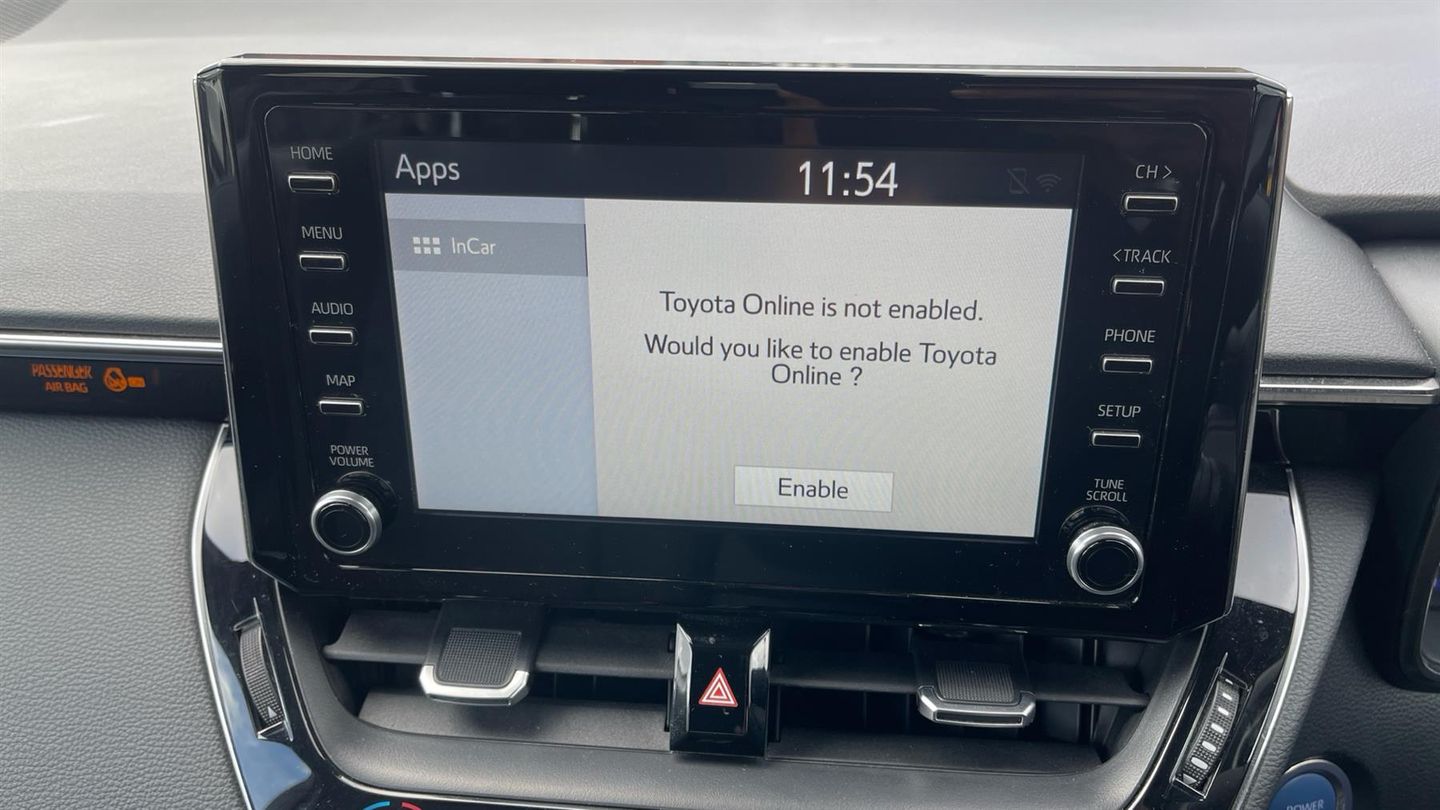 HOME
MENU
AUDIO
MAP
POWER
VOLUME
Apps
11:54
InCar
Toyota Online is not enabled.
Would you like to enable Toyota
Online ?
Enable
CH >
<TRACK
PHONE
SETUP
TUNE
SCROLL
PASSENGER
AIR BAG
POWER